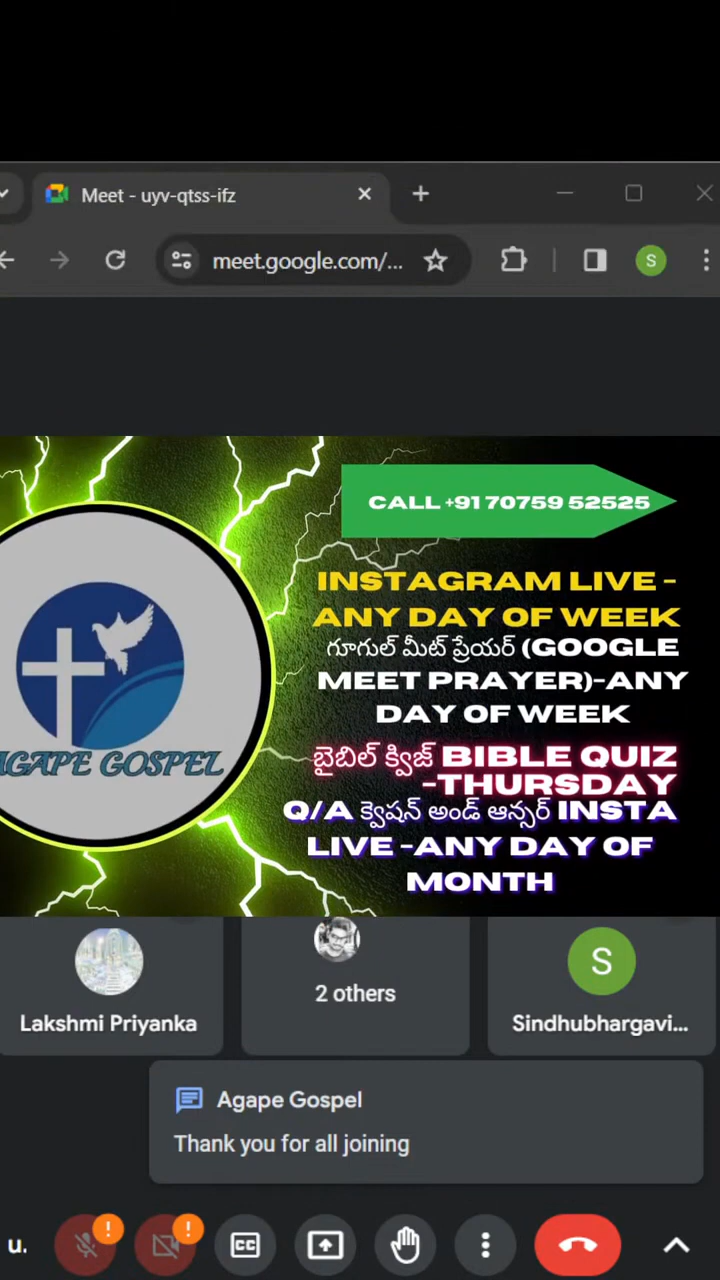 Meet - uyv-qtss-ifz
meet.google.com/...
S
CALL +91 70759 52525
INSTAGRAM LIVE -
ANY DAY OF WEEK
గూగుల్ మీట్ ప్రేయర్ (GOOGLE
MEET PRAYER)-ANY
DAY OF WEEK
బైబిల్ క్విజ్ BIBLE QUIZ
-THURSDAY
Q/A క్వెషన్ అండ్ ఆన్సర్ INSTA
LIVE -ANY DAY OF
MONTH
AGAPE GOSPEL
S
Lakshmi Priyanka
2 others
Sindhubhargavi...
Agape Gospel
Thank you for all joining
u.
CC